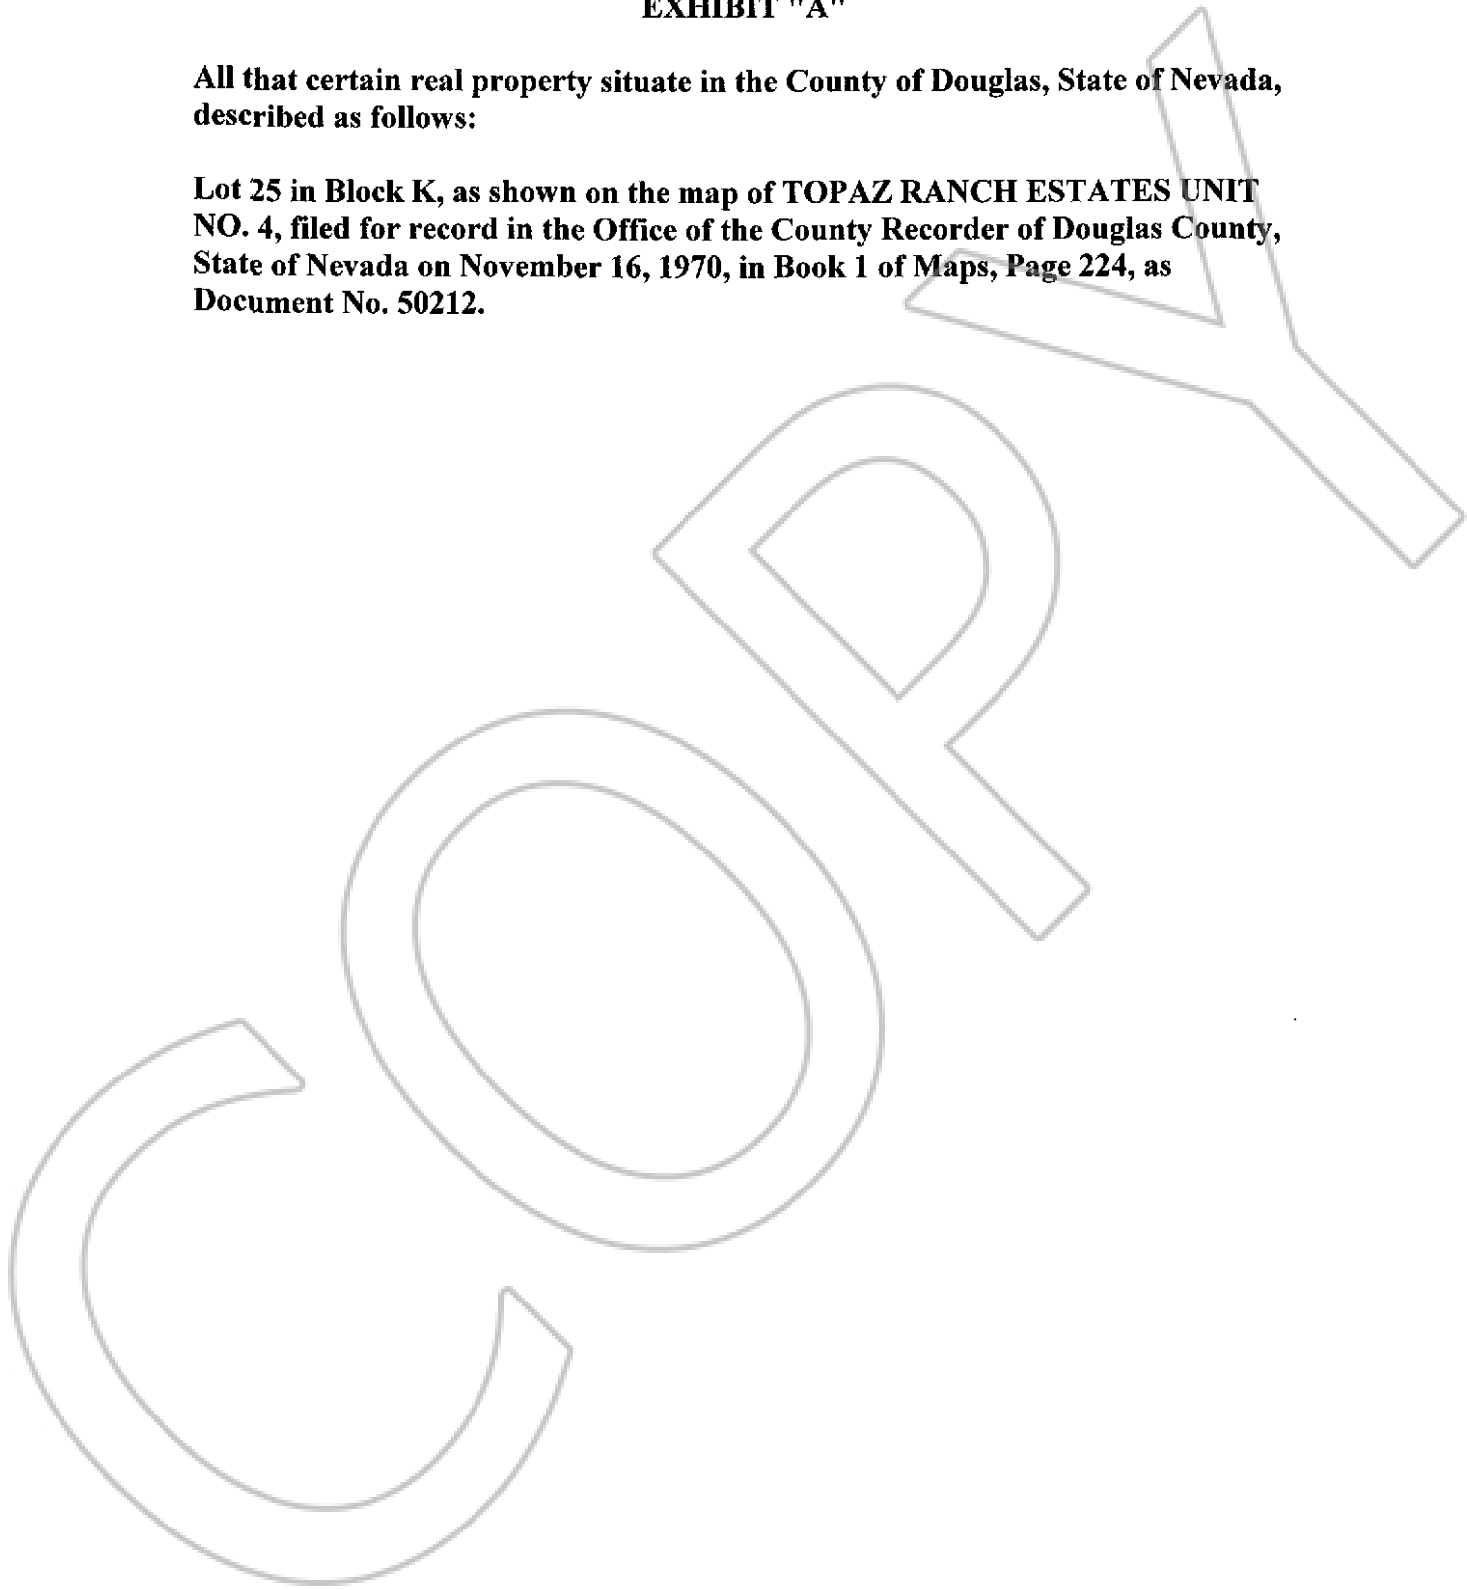 EXHIBIT "A"
All that certain real property situate in the County of Douglas, State of Nevada,
described as follows:
Lot 25 in Block K, as shown on the map of TOPAZ RANCH ESTATES UNIT
NO. 4, filed for record in the Office of the County Recorder of Douglas County,
State of Nevada on November 16, 1970, in Book 1 of Maps, Page 224, as
Document No. 50212.
COPY